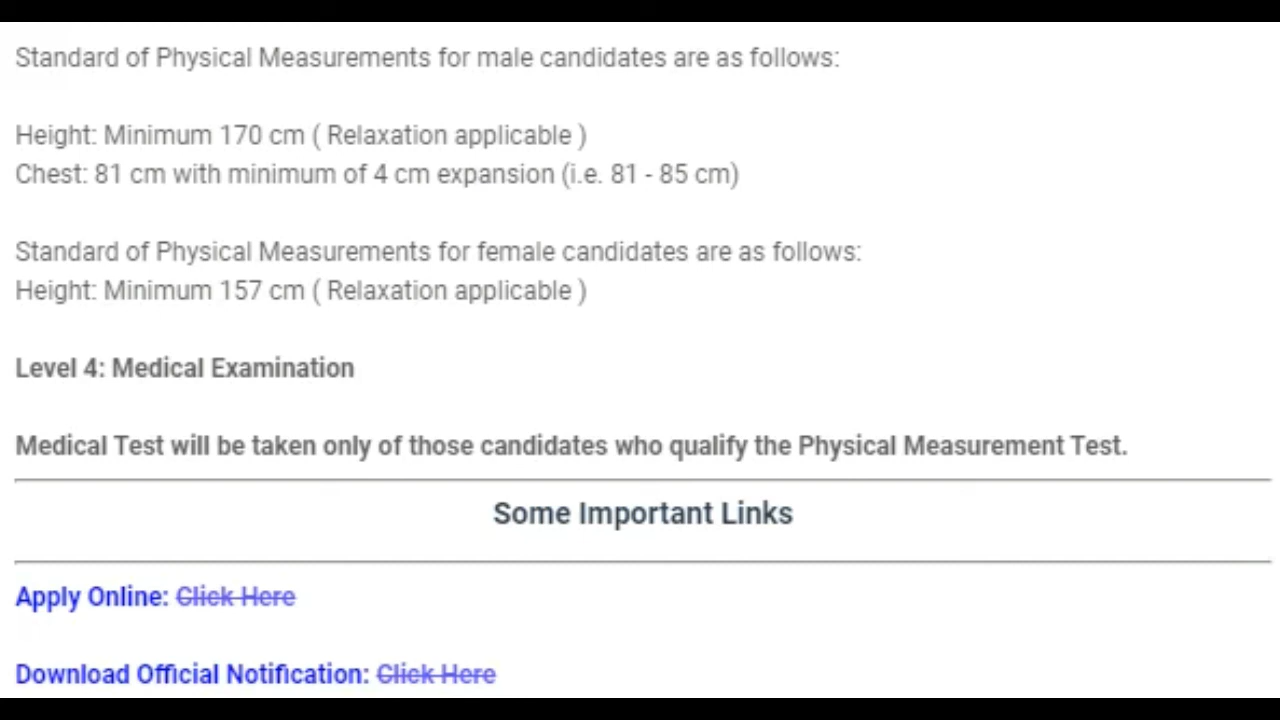 Standard of Physical Measurements for male candidates are as follows:
Height: Minimum 170 cm ( Relaxation applicable )
Chest: 81 cm with minimum of 4 cm expansion (i.e. 81 - 85 cm)
Standard of Physical Measurements for female candidates are as follows:
Height: Minimum 157 cm ( Relaxation applicable )
Level 4: Medical Examination
Medical Test will be taken only of those candidates who qualify the Physical Measurement Test.
Some Important Links
Apply Online: Click Here
Download Official Notification: Click Here